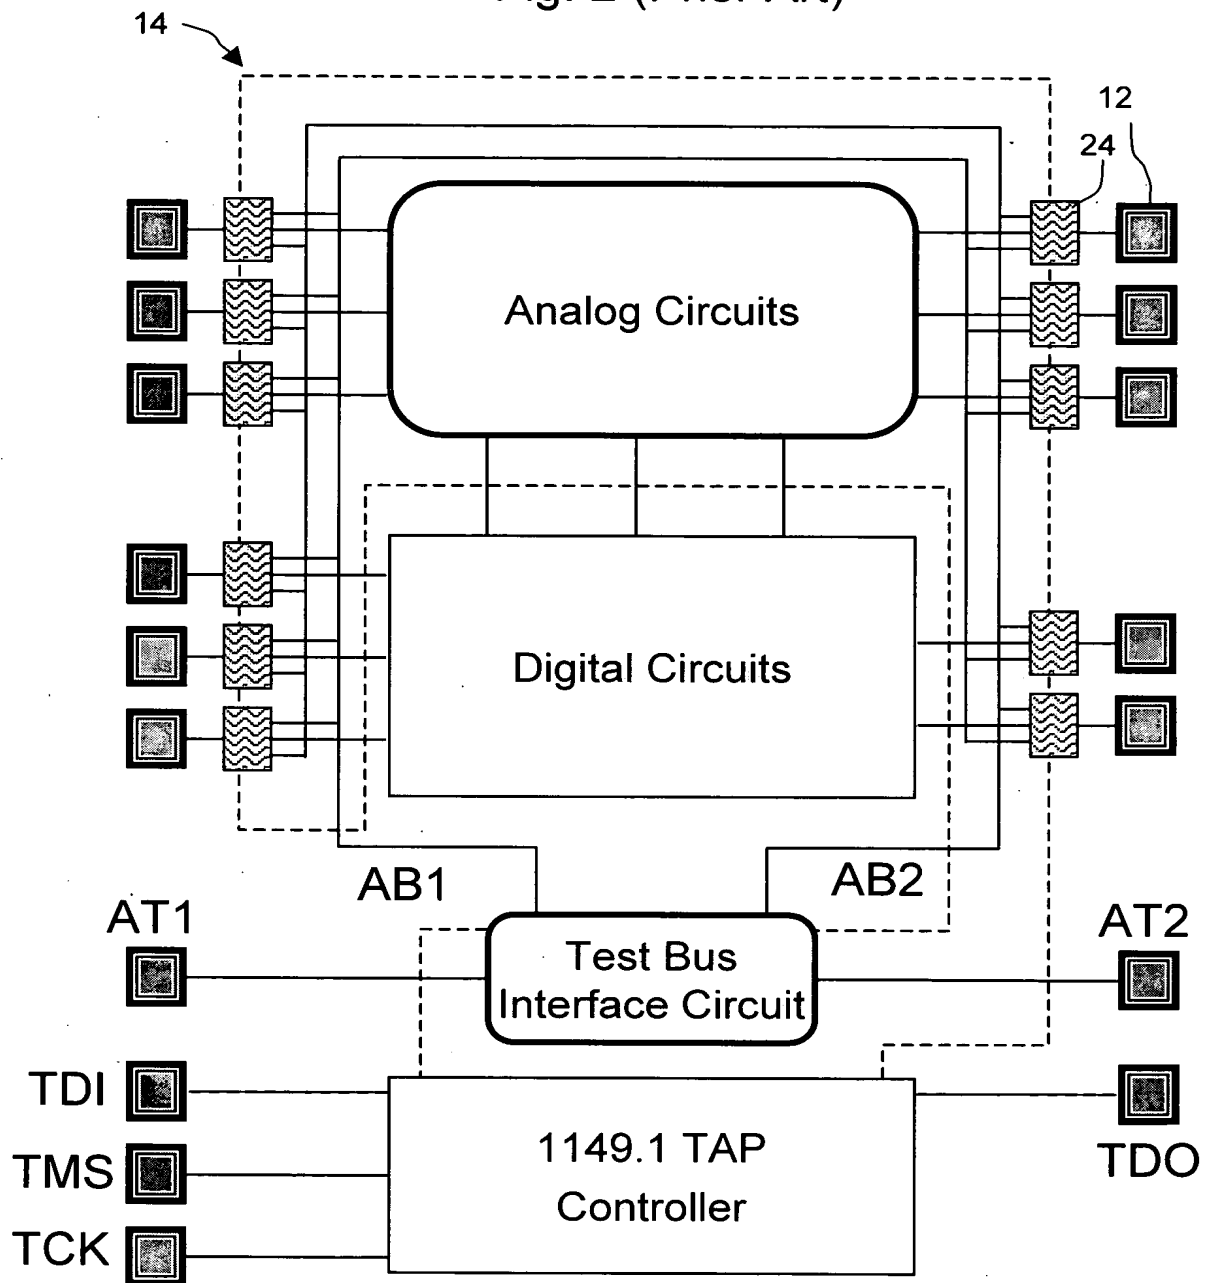 14
12
24
Analog Circuits
Digital Circuits
AB1
AB2
AT1
AT2
Test Bus
Interface Circuit
TDI
TMS
TCK
1149.1 TAP
Controller
TDO